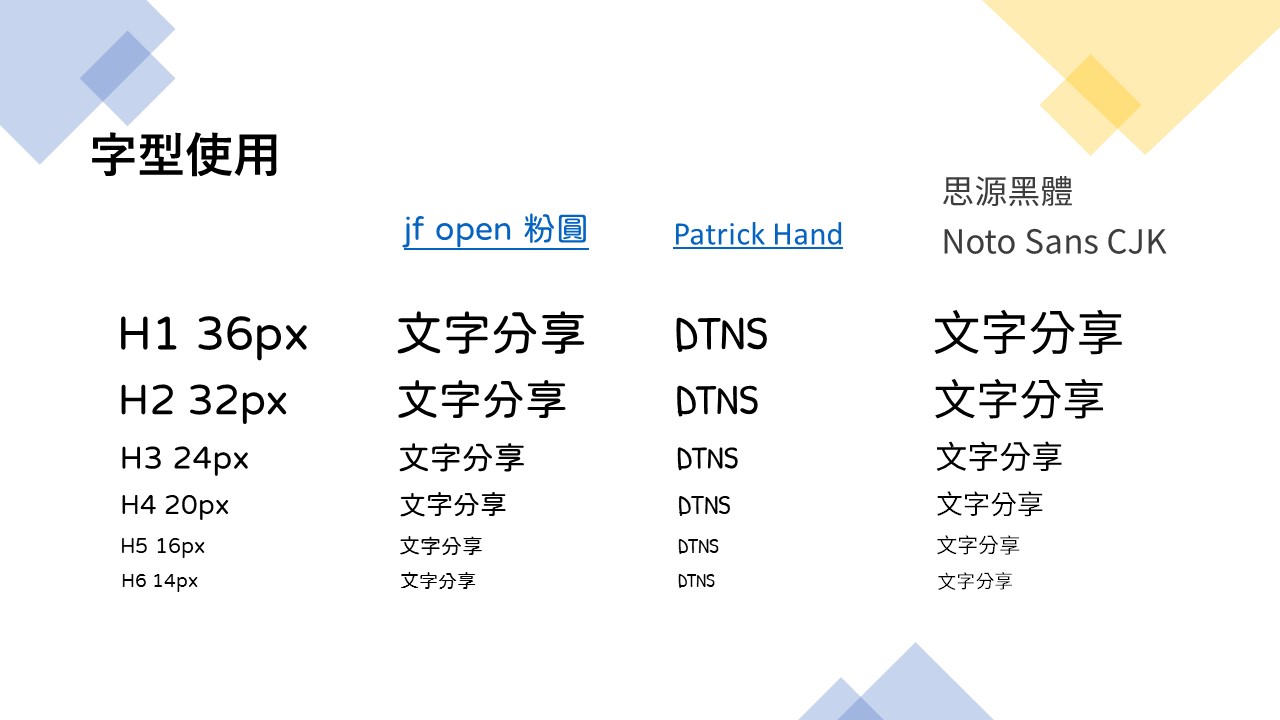 字型使用
jf open 粉圓
Patrick Hand
思源黑體
Noto Sans CJK
H1 36px 文字分享 DTNS 文字分享
H2 32px 文字分享 DTNS 文字分享
H3 24px 文字分享 DTNS 文字分享
H4 20px 文字分享 DTNS 文字分享
H5 16px 文字分享 DTNS 文字分享
H6 14px 文字分享 DTNS 文字分享